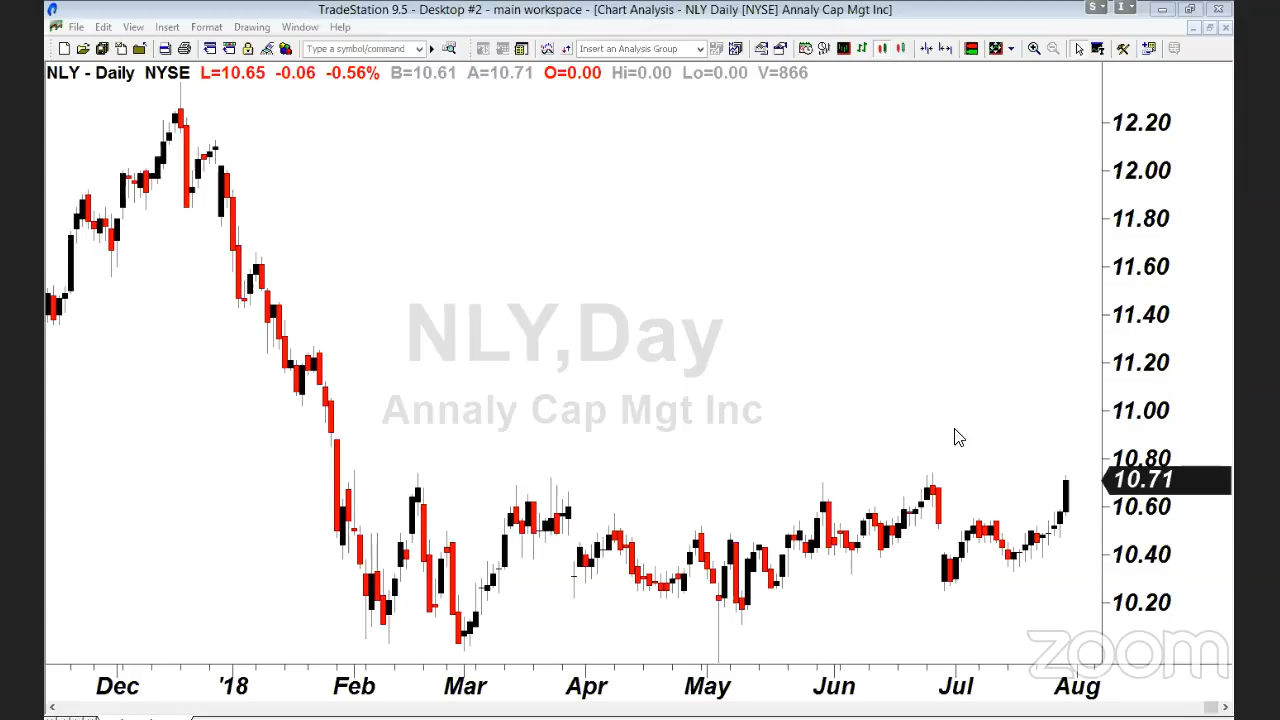 TradeStation 9.5 - Desktop #2 - main workspace - [Chart Analysis - NLY Daily [NYSE] Annaly Cap Mgt Inc]
S I
File Edit View Insert Format Drawing Window Help
Type a symbol/command Insert an Analysis Group
NLY - Daily NYSE L=10.65 -0.06 -0.56% B=10.61 A=10.71 O=0.00 Hi=0.00 Lo=0.00 V=866
12.20
12.00
11.80
11.60
11.40
NLY,Day
11.20
Annaly Cap Mgt Inc
11.00
10.80
10.71
10.60
10.40
10.20
zoom
Dec '18 Feb Mar Apr May Jun Jul Aug